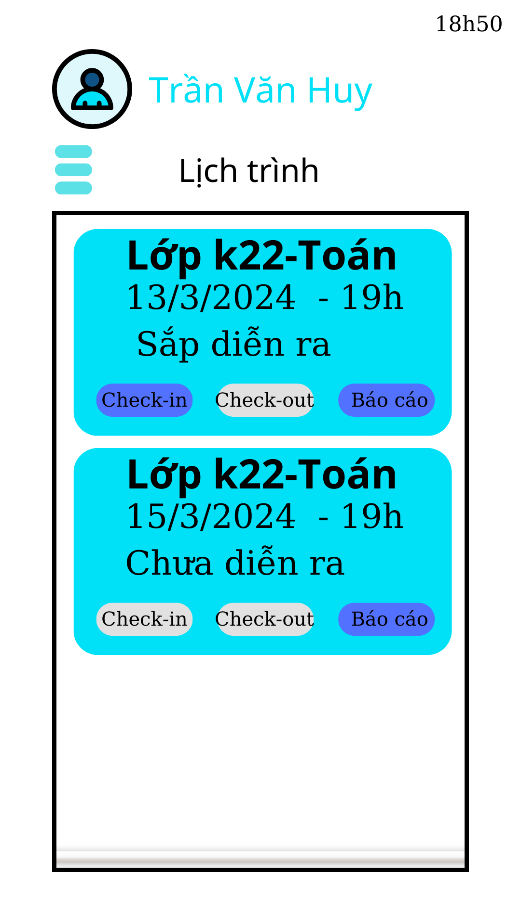 18h50
Trần Văn Huy
Lịch trình
Lớp k22-Toán
13/3/2024 - 19h
Sắp diễn ra
Check-in Check-out Báo cáo
Lớp k22-Toán
15/3/2024 - 19h
Chưa diễn ra
Check-in Check-out Báo cáo